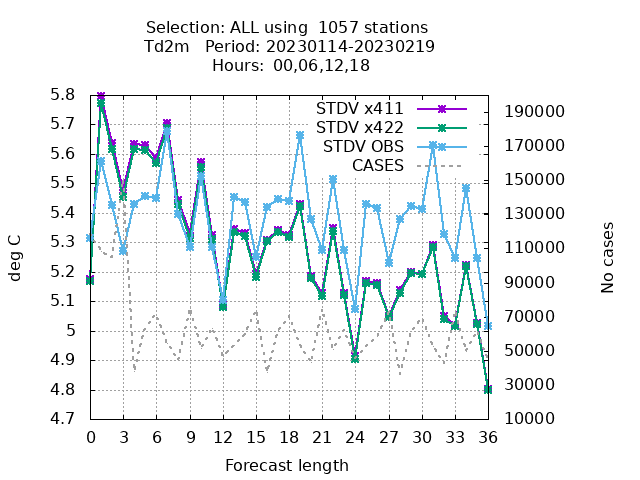 Selection: ALL using  1057 stations
Td2m   Period: 20230114-20230219
Hours:  00,06,12,18
STDV x411
STDV x422
STDV OBS
CASES
5.8
5.7
5.6
5.5
5.4
5.3
5.2
5.1
5
4.9
4.8
4.7
190000
170000
150000
130000
110000
90000
70000
50000
30000
10000
deg C
No cases
0 3 6 9 12 15 18 21 24 27 30 33 36
Forecast length